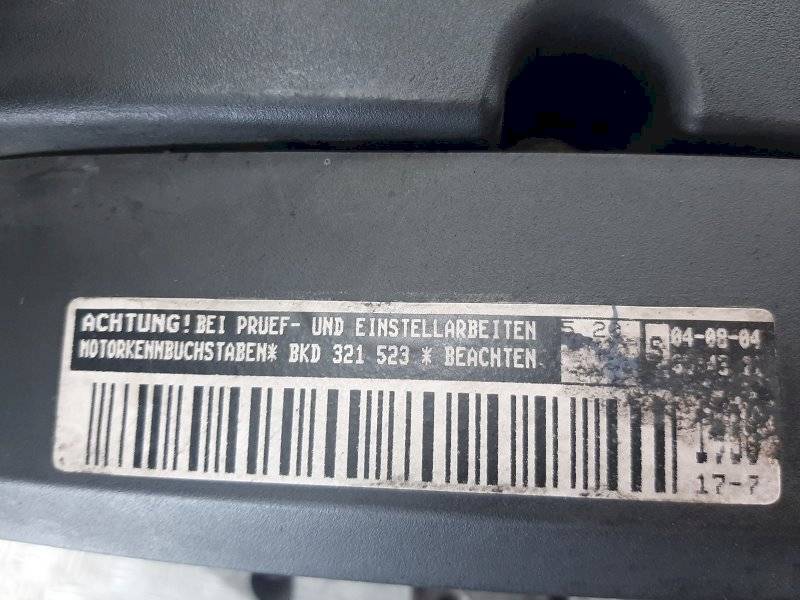 ACHTUNG! BEI PRUEF- UND EINSTELLARBEITEN
MOTORKENNBUCHSTABEN* BKD 321 523 * BEACHTEN
04-08-04
17-7